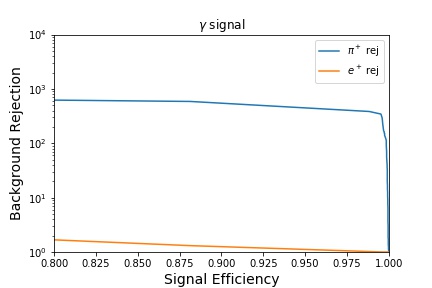 γ signal
π⁺ rej
e⁺ rej
Background Rejection
10⁴
10³
10²
10¹
10⁰
0.800 0.825 0.850 0.875 0.900 0.925 0.950 0.975 1.000
Signal Efficiency